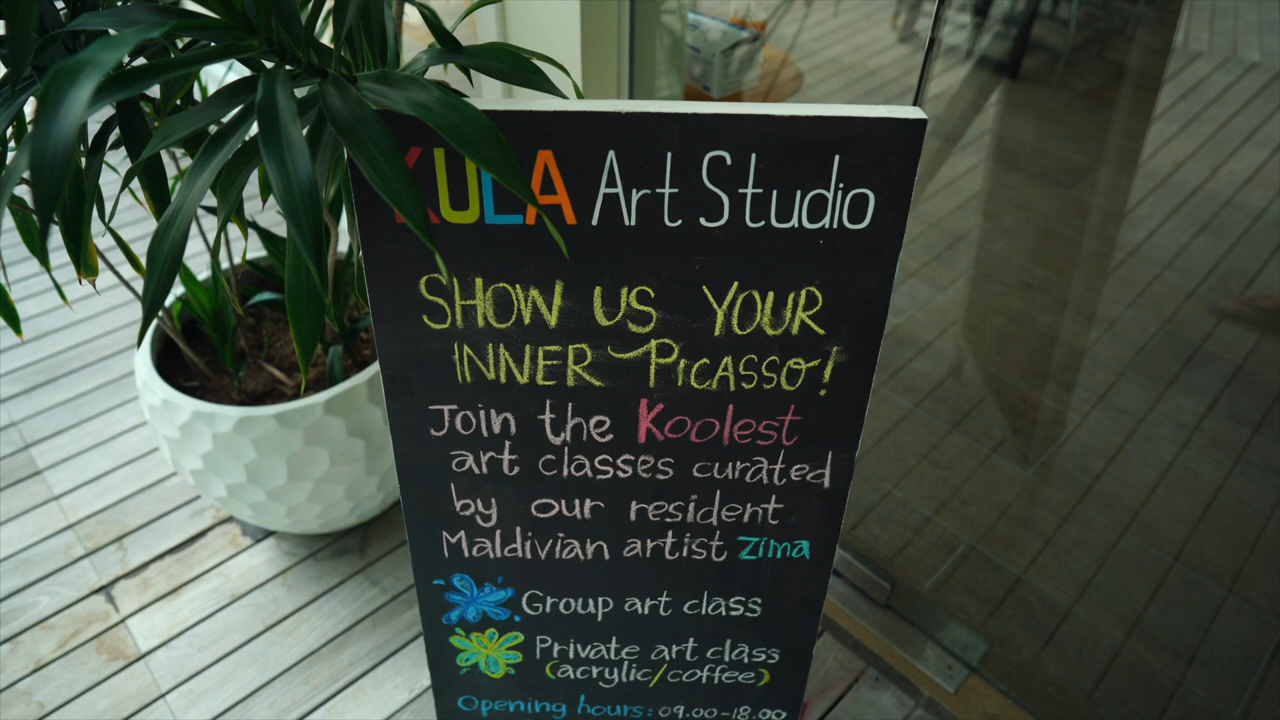 KULA Art Studio
SHOW US YOUR
INNER PICASSO!
Join the Koolest
art classes curated
by our resident
Maldivian artist Zima
Group art class
Private art class
(acrylic/coffee)
Opening hours: 09.00-18.00